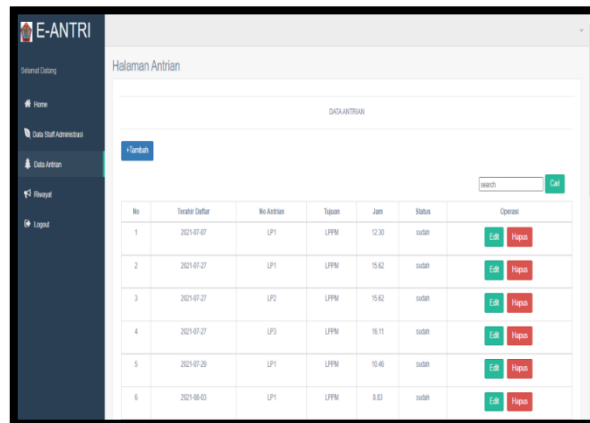 E-ANTRI
Selamat Datang
Home
Data Staff Administrasi
Data Antrian
Riwayat
Logout
Halaman Antrian
DATA ANTRIAN
+Tambah
search Cari
No Terahir Daftar No Antrian Tujuan Jam Status Operasi
1 2021-07-07 LP1 LPPM 12.30 sudah Edit Hapus
2 2021-07-27 LP1 LPPM 15.62 sudah Edit Hapus
3 2021-07-27 LP2 LPPM 15.62 sudah Edit Hapus
4 2021-07-27 LP3 LPPM 16.11 sudah Edit Hapus
5 2021-07-29 LP1 LPPM 10.46 sudah Edit Hapus
6 2021-08-03 LP1 LPPM 8.03 sudah Edit Hapus